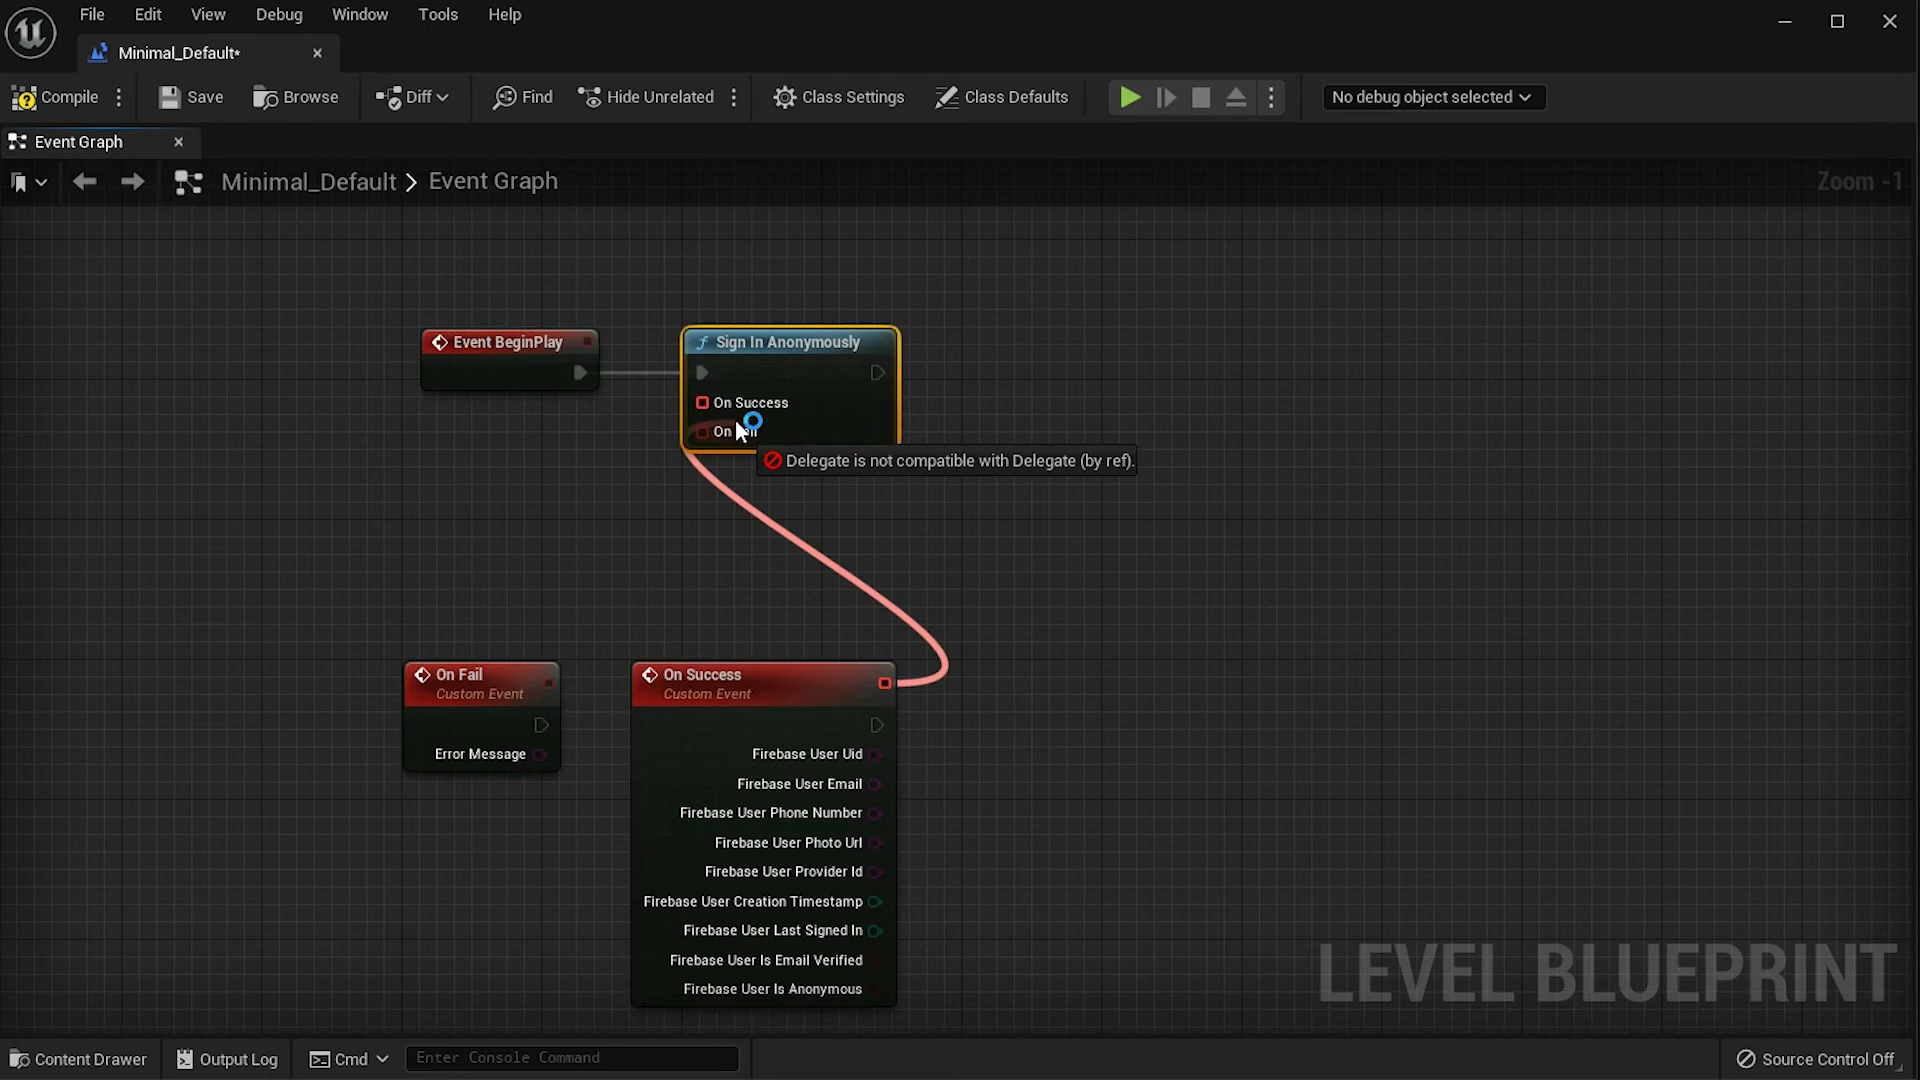 File Edit View Debug Window Tools Help
Minimal_Default*
Compile Save Browse Diff Find Hide Unrelated Class Settings Class Defaults No debug object selected
Event Graph
Minimal_Default > Event Graph Zoom -1
Event BeginPlay
Sign In Anonymously
On Success
On
Delegate is not compatible with Delegate (by ref).
On Fail
Custom Event
Error Message
On Success
Custom Event
Firebase User Uid
Firebase User Email
Firebase User Phone Number
Firebase User Photo Url
Firebase User Provider Id
Firebase User Creation Timestamp
Firebase User Last Signed In
Firebase User Is Email Verified
Firebase User Is Anonymous
LEVEL BLUEPRINT
Content Drawer Output Log Cmd Enter Console Command Source Control Off